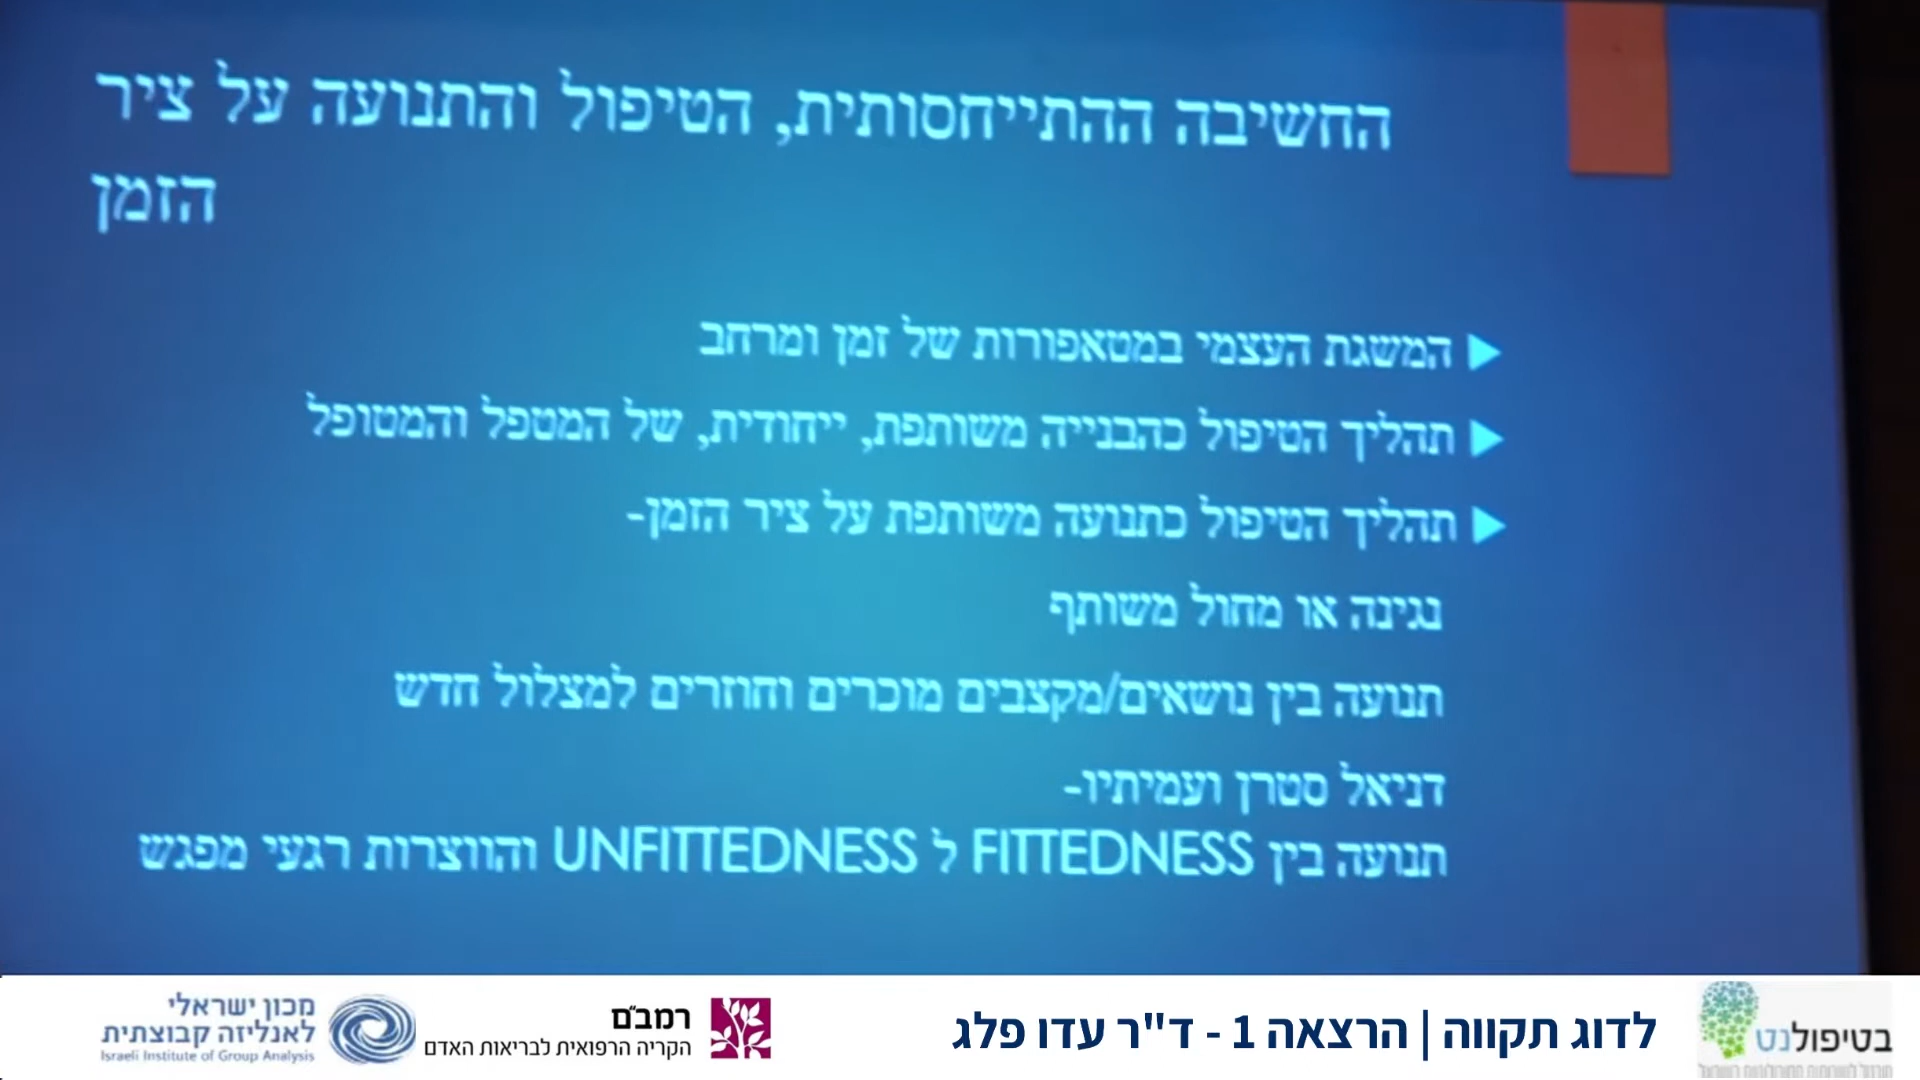 החשיבה ההתייחסותית, הטיפול והתנועה על ציר
הזמן
המשגת העצמי במטאפורות של זמן ומרחב
תהליך הטיפול כהבנייה משותפת, ייחודית, של המטפל והמטופל
תהליך הטיפול כתנועה משותפת על ציר הזמן-
נגינה או מחול משותף
תנועה בין נושאים/מקצבים מוכרים וחוזרים למצלול חדש
דניאל סטרן ועמיתיו-
תנועה בין FITTEDNESS ל UNFITTEDNESS והווצרות רגעי מפגש
בטיפולנט
לדוג תקווה | הרצאה 1 - ד"ר עדו פלג
רמב"ם
הקריה הרפואית לבריאות האדם
מכון ישראלי
לאנליזה קבוצתית
Israeli Institute of Group Analysis